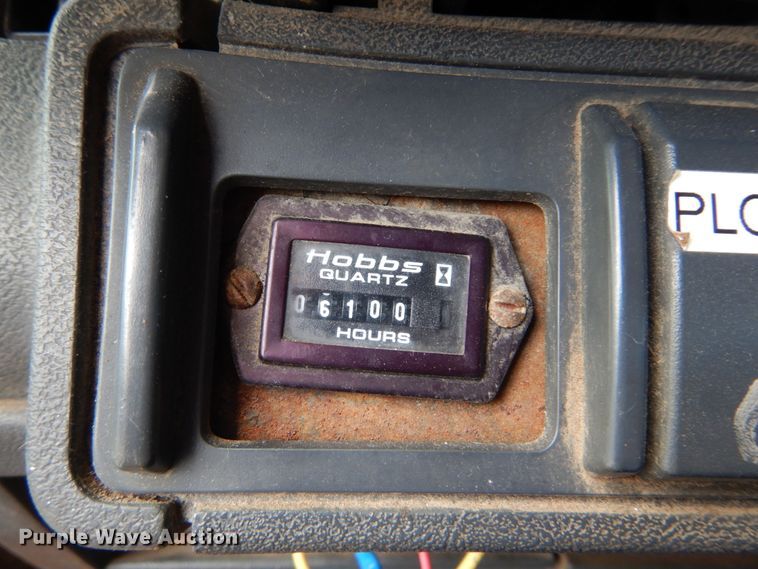 Hobbs
QUARTZ
06100
HOURS
PLO
Purple Wave Auction